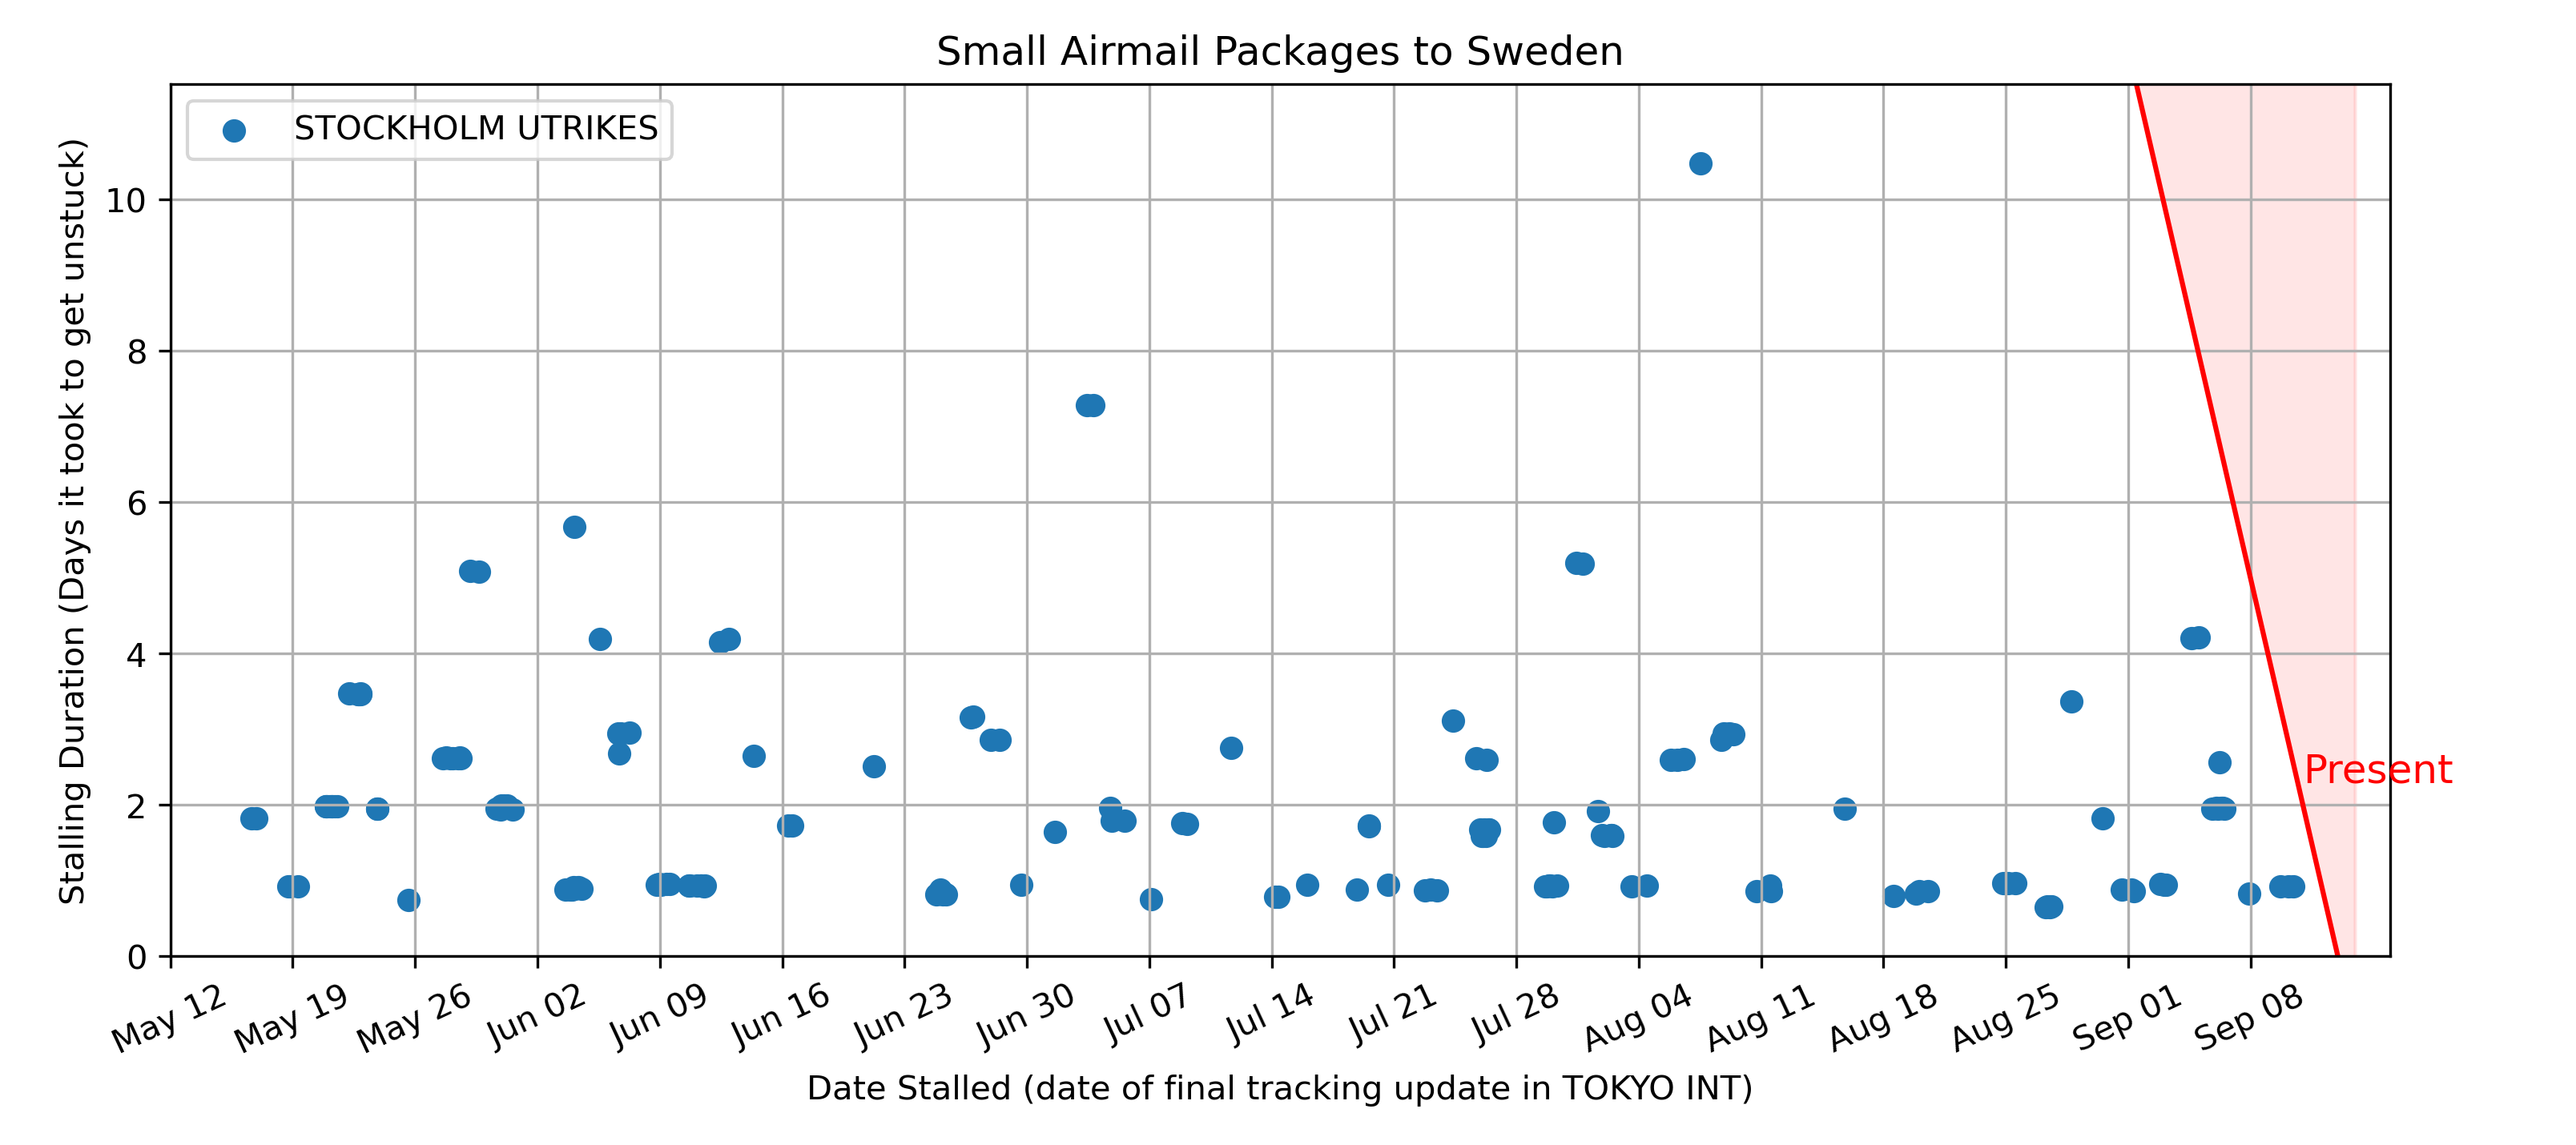 Small Airmail Packages to Sweden
STOCKHOLM UTRIKES
Stalling Duration (Days it took to get unstuck)
10
8
6
4
2
0
Present
May 12 May 19 May 26 Jun 02 Jun 09 Jun 16 Jun 23 Jun 30 Jul 07 Jul 14 Jul 21 Jul 28 Aug 04 Aug 11 Aug 18 Aug 25 Sep 01 Sep 08
Date Stalled (date of final tracking update in TOKYO INT)